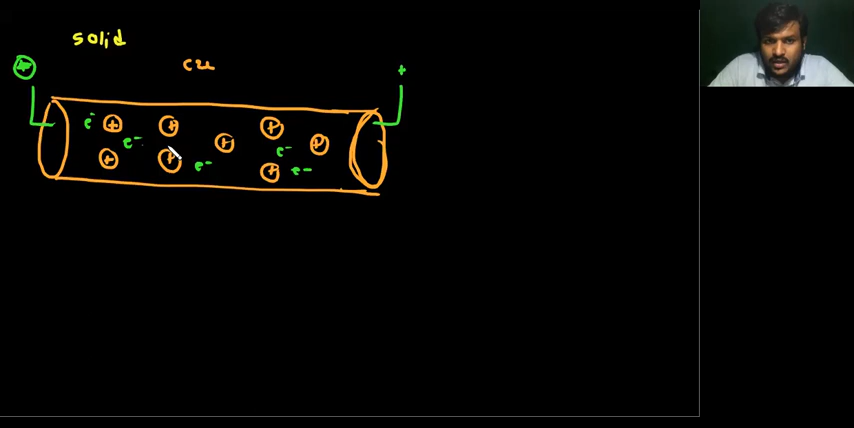 solid
cu
+
e⁻ + + + +
e⁻ + e⁻
+ + e⁻ + e⁻